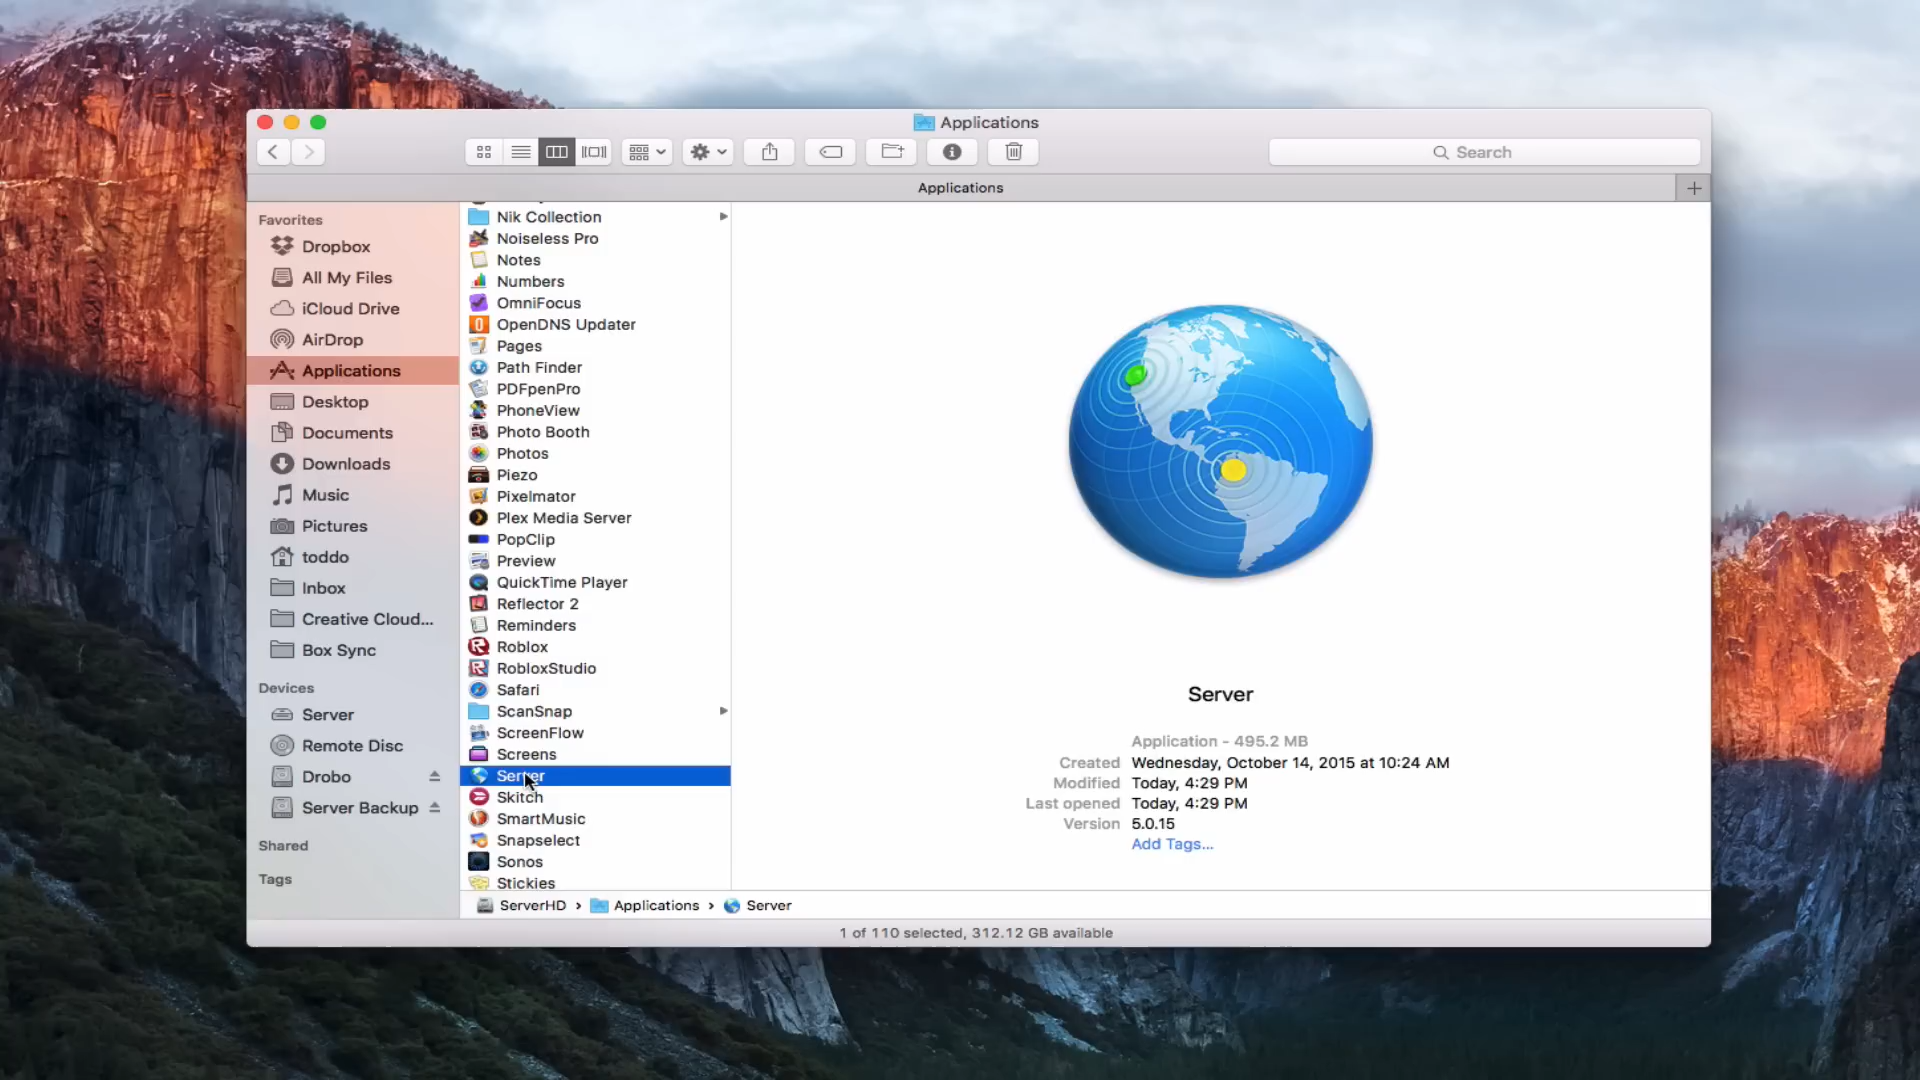 Applications
Search
Applications
Favorites
Dropbox
All My Files
iCloud Drive
AirDrop
Applications
Desktop
Documents
Downloads
Music
Pictures
toddo
Inbox
Creative Cloud...
Box Sync
Devices
Server
Remote Disc
Drobo
Server Backup
Shared
Tags
Nik Collection
Noiseless Pro
Notes
Numbers
OmniFocus
OpenDNS Updater
Pages
Path Finder
PDFpenPro
PhoneView
Photo Booth
Photos
Piezo
Pixelmator
Plex Media Server
PopClip
Preview
QuickTime Player
Reflector 2
Reminders
Roblox
RobloxStudio
Safari
ScanSnap
ScreenFlow
Screens
Server
Skitch
SmartMusic
Snapselect
Sonos
Stickies
Server
Application - 495.2 MB
Created Wednesday, October 14, 2015 at 10:24 AM
Modified Today, 4:29 PM
Last opened Today, 4:29 PM
Version 5.0.15
Add Tags...
ServerHD › Applications › Server
1 of 110 selected, 312.12 GB available